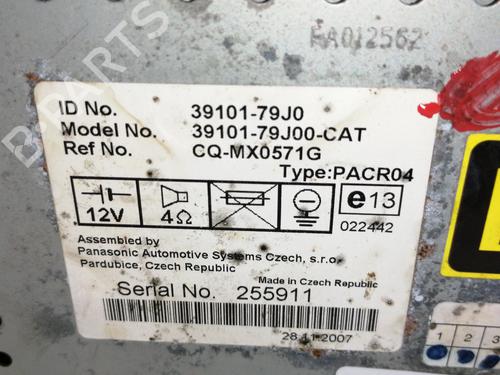 EA012562
B-PARTS
ID No. 39101-79J0
Model No. 39101-79J00-CAT
Ref No. CQ-MX0571G
Type:PACR04
12V
4Ω
e13
022442
Assembled by
Panasonic Automotive Systems Czech, s.r.o.
Pardubice, Czech Republic
Made in Czech Republic
Serial No. 255911
28.11.2007
1 2 3